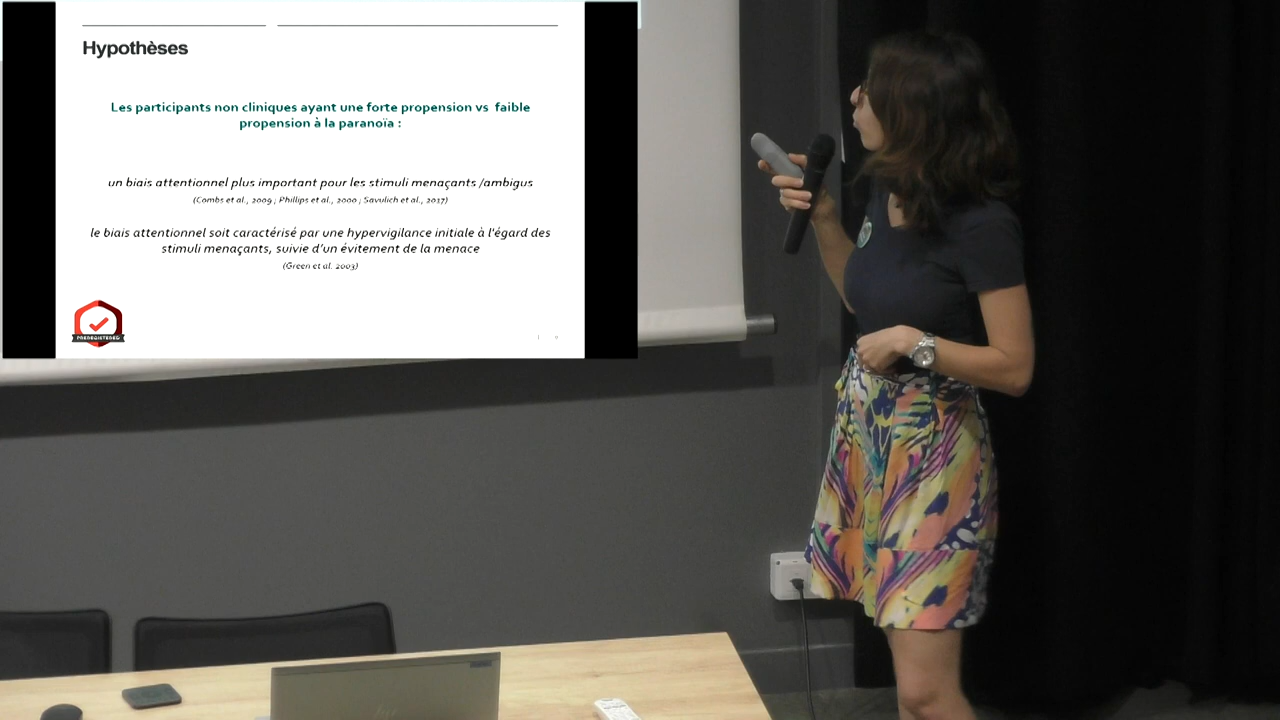 Hypothèses
Les participants non cliniques ayant une forte propension vs faible
propension à la paranoïa :
un biais attentionnel plus important pour les stimuli menaçants /ambigus
(Combs et al., 2009 ; Phillips et al., 2000 ; Savulich et al., 2017)
le biais attentionnel soit caractérisé par une hypervigilance initiale à l'égard des
stimuli menaçants, suivie d'un évitement de la menace
(Green et al. 2003)
PREREGISTERED
hp